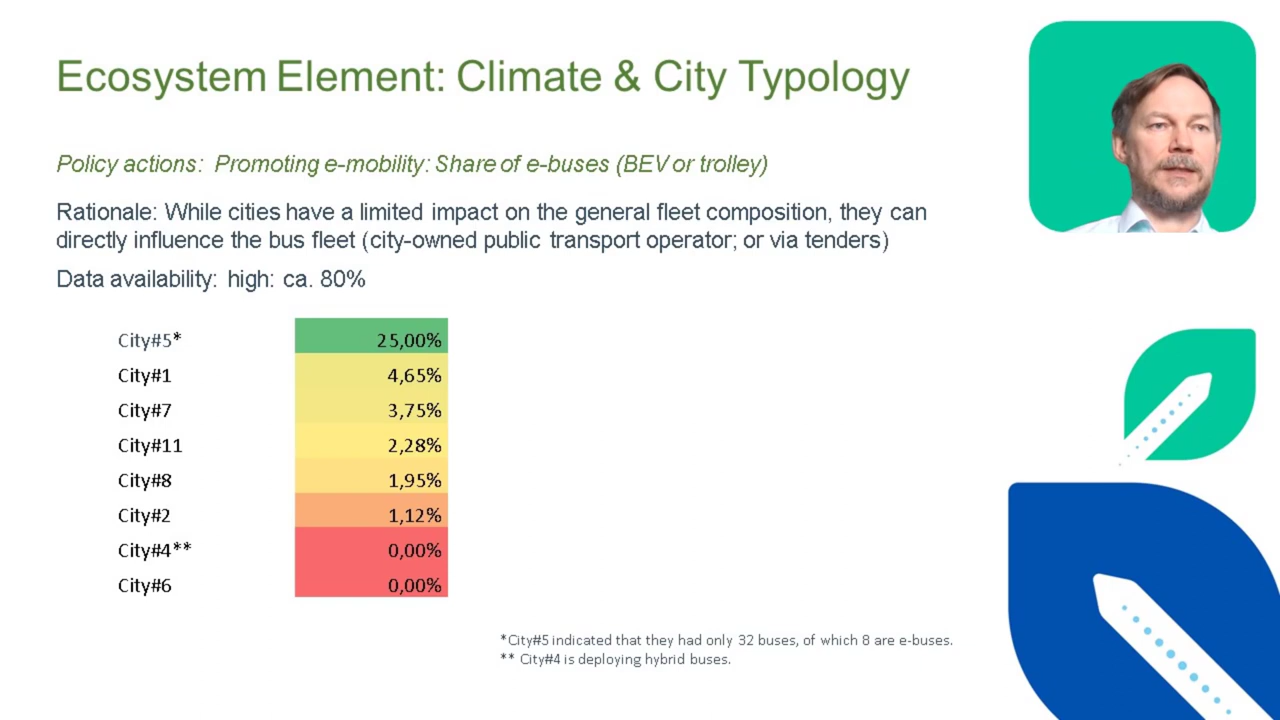 Ecosystem Element: Climate & City Typology
Policy actions: Promoting e-mobility: Share of e-buses (BEV or trolley)
Rationale: While cities have a limited impact on the general fleet composition, they can
directly influence the bus fleet (city-owned public transport operator; or via tenders)
Data availability: high: ca. 80%
City#5* 25,00%
City#1 4,65%
City#7 3,75%
City#11 2,28%
City#8 1,95%
City#2 1,12%
City#4** 0,00%
City#6 0,00%
*City#5 indicated that they had only 32 buses, of which 8 are e-buses.
** City#4 is deploying hybrid buses.